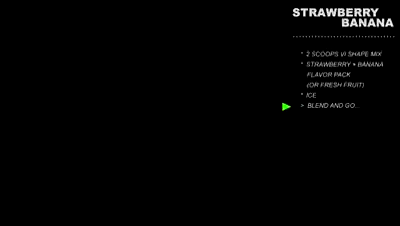 STRAWBERRY
BANANA
* 2 SCOOPS VI SHAPE MIX
* STRAWBERRY + BANANA
FLAVOR PACK
(OR FRESH FRUIT)
* ICE
> BLEND AND GO..